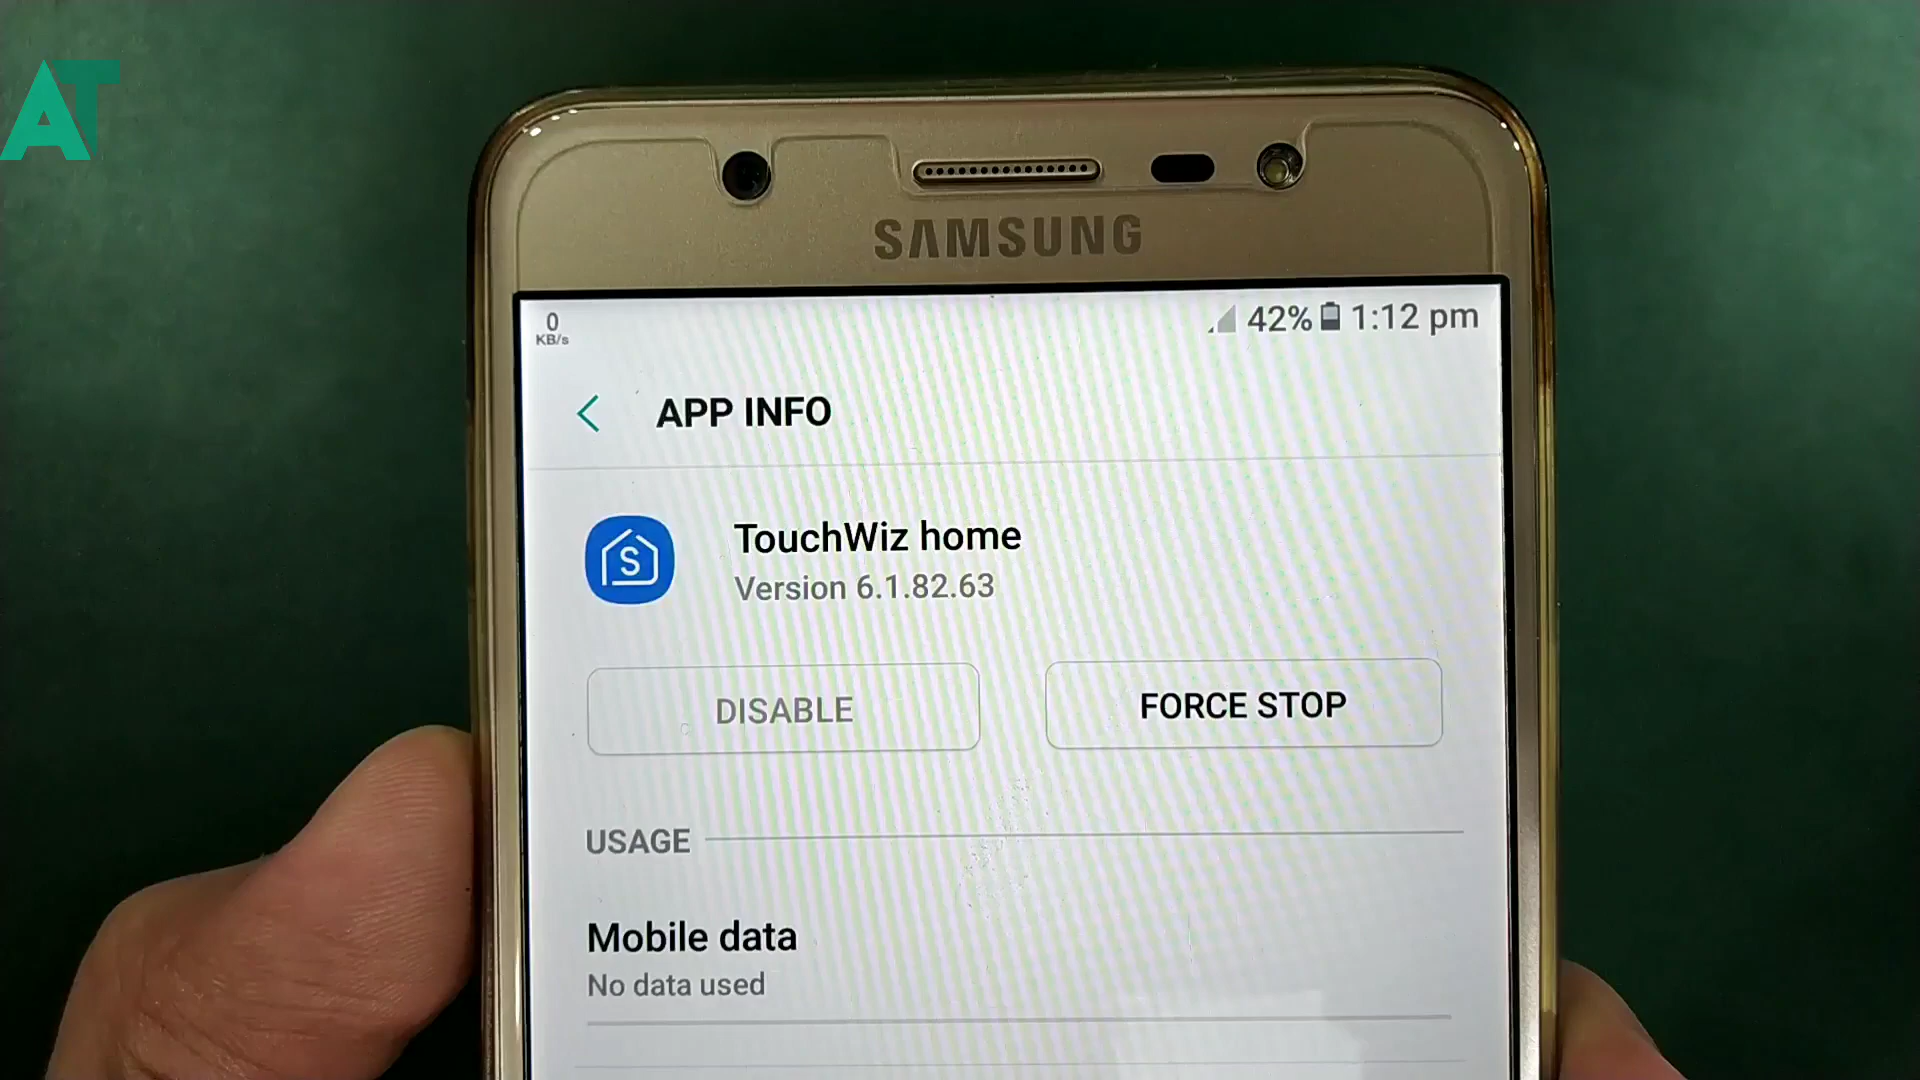 AT
SAMSUNG
0
KB/s
42% 1:12 pm
APP INFO
S
TouchWiz home
Version 6.1.82.63
DISABLE
FORCE STOP
USAGE
Mobile data
No data used